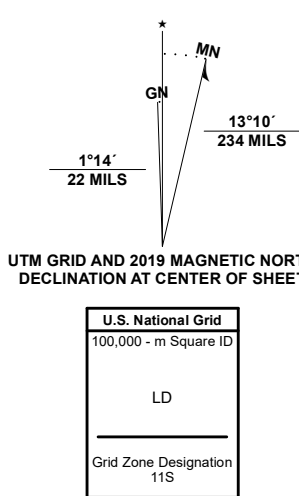 ★
MN
GN
13°10´
234 MILS
1°14´
22 MILS
UTM GRID AND 2019 MAGNETIC NORT
DECLINATION AT CENTER OF SHEET
U.S. National Grid
100,000 - m Square ID
LD
Grid Zone Designation
11S